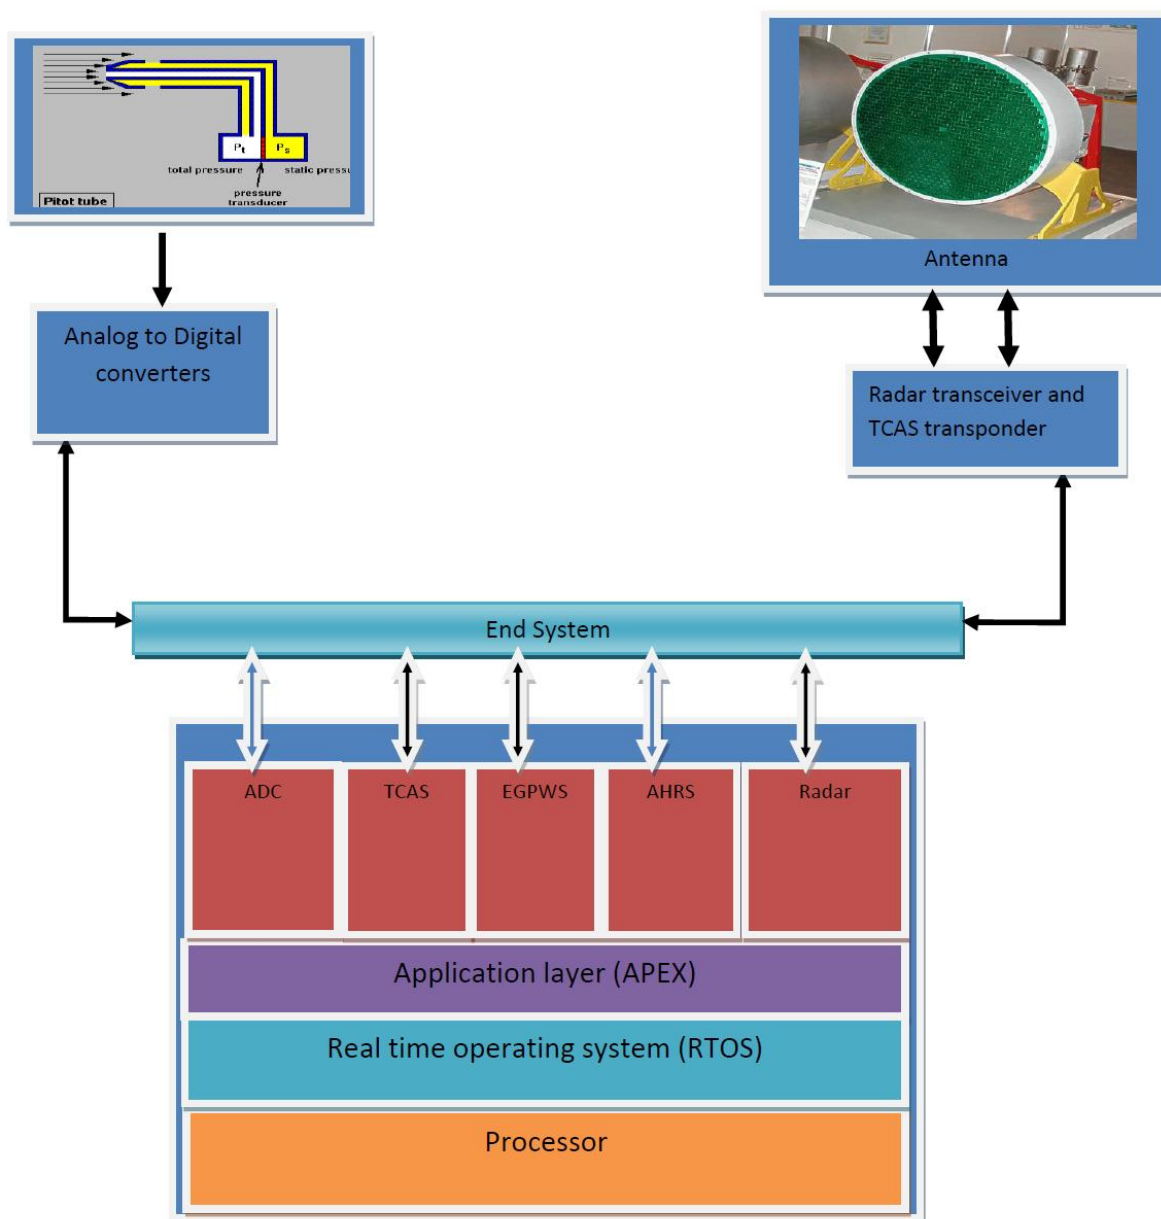 Pt
Ps
total pressure
static pressu
pressure
transducer
Pitot tube
Antenna
Analog to Digital
converters
Radar transceiver and
TCAS transponder
End System
ADC
TCAS
EGPWS
AHRS
Radar
Application layer (APEX)
Real time operating system (RTOS)
Processor